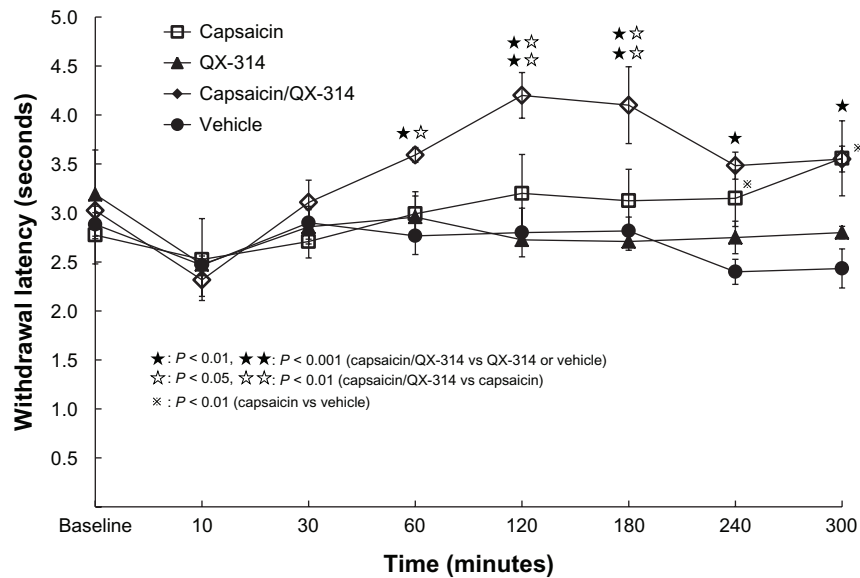 5.0
4.5
4.0
3.5
3.0
2.5
2.0
1.5
1.0
0.5
Withdrawal latency (seconds)
Capsaicin
QX-314
Capsaicin/QX-314
Vehicle
★☆
★☆
★☆
★☆
★☆
★
★
※
※
★: P < 0.01, ★★: P < 0.001 (capsaicin/QX-314 vs QX-314 or vehicle)
☆: P < 0.05, ☆☆: P < 0.01 (capsaicin/QX-314 vs capsaicin)
※: P < 0.01 (capsaicin vs vehicle)
Baseline 10 30 60 120 180 240 300
Time (minutes)